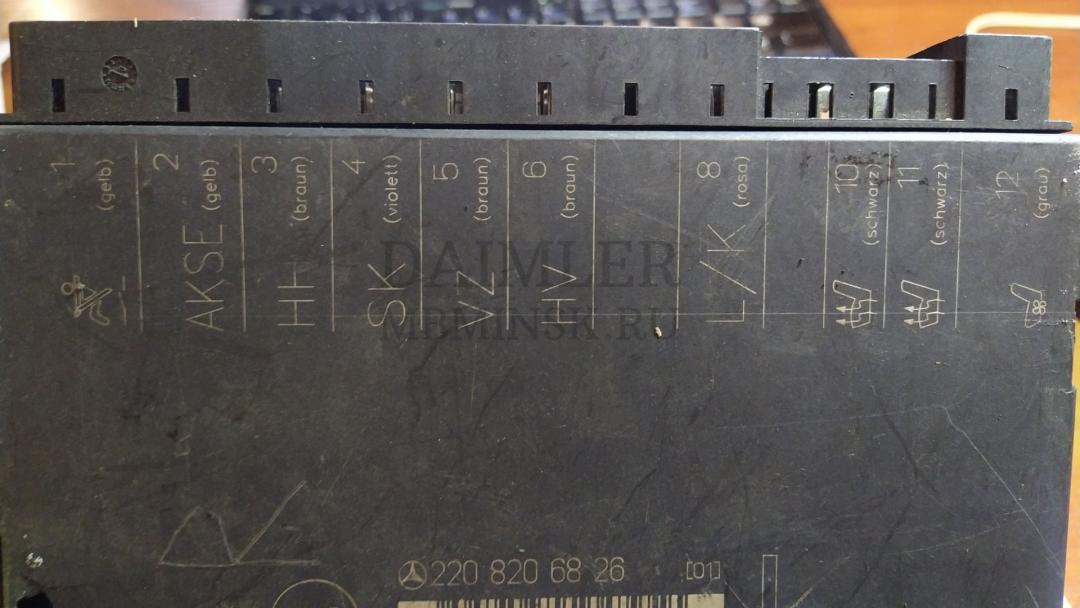 1 (gelb)
2 AKSE (gelb)
3 HH (braun)
4 SK (violett)
5 VZ (braun)
6 HV (braun)
8 L/K (rosa)
10 (schwarz)
11 (schwarz)
12 (grau)
DAIMLER
MBMINSK.RU
220 820 68 26 [01]